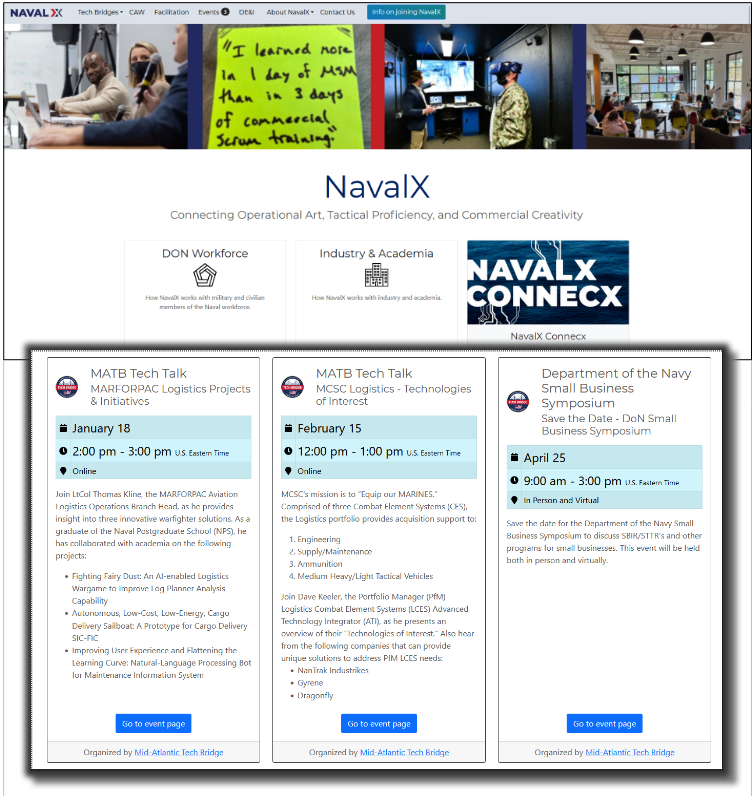 NAVAL X
Tech Bridges CAW Facilitation Events 3 DE&I About NavalX Contact Us Info on joining NavalX
"I learned more
in 1 day of MSM
than in 3 days
of commercial
Scrum training."
NavalX
Connecting Operational Art, Tactical Proficiency, and Commercial Creativity
DON Workforce
How NavalX works with military and civilian
members of the Naval workforce.
Industry & Academia
How NavalX works with industry and academia.
NAVALX
CONNECX
NavalX Connecx
MATB Tech Talk
MARFORPAC Logistics Projects
& Initiatives
January 18
2:00 pm - 3:00 pm U.S. Eastern Time
Online
Join LtCol Thomas Kline, the MARFORPAC Aviation
Logistics Operations Branch Head, as he provides
insight into three innovative warfighter solutions. As a
graduate of the Naval Postgraduate School (NPS), he
has collaborated with academia on the following
projects:
• Fighting Fairy Dust: An AI-enabled Logistics
Wargame to Improve Log Planner Analysis
Capability
• Autonomous, Low-Cost, Low-Energy, Cargo
Delivery Sailboat: A Prototype for Cargo Delivery
SIC-FIC
• Improving User Experience and Flattening the
Learning Curve: Natural-Language Processing Bot
for Maintenance Information System
Go to event page
Organized by Mid-Atlantic Tech Bridge
MATB Tech Talk
MCSC Logistics - Technologies
of Interest
February 15
12:00 pm - 1:00 pm U.S. Eastern Time
Online
MCSC's mission is to "Equip our MARINES."
Comprised of three Combat Element Systems (CES),
the Logistics portfolio provides acquisition support to:
1. Engineering
2. Supply/Maintenance
3. Ammunition
4. Medium Heavy/Light Tactical Vehicles
Join Dave Keeler, the Portfolio Manager (PfM)
Logistics Combat Element Systems (LCES) Advanced
Technology Integrator (ATI), as he presents an
overview of their "Technologies of Interest." Also hear
from the following companies that can provide
unique solutions to address PfM LCES needs:
• NanTrak Industrikes
• Gyrene
• Dragonfly
Go to event page
Organized by Mid-Atlantic Tech Bridge
Department of the Navy
Small Business
Symposium
Save the Date - DoN Small
Business Symposium
April 25
9:00 am - 3:00 pm U.S. Eastern Time
In Person and Virtual
Save the date for the Department of the Navy Small
Business Symposium to discuss SBIR/STTR's and other
programs for small businesses. This event will be held
both in person and virtually.
Go to event page
Organized by Mid-Atlantic Tech Bridge